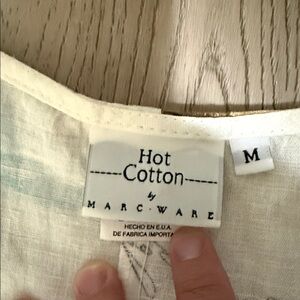 Hot
Cotton
by
MARC·WARE
M
HECHO EN E.U.A.
DE FABRICA IMPORTA